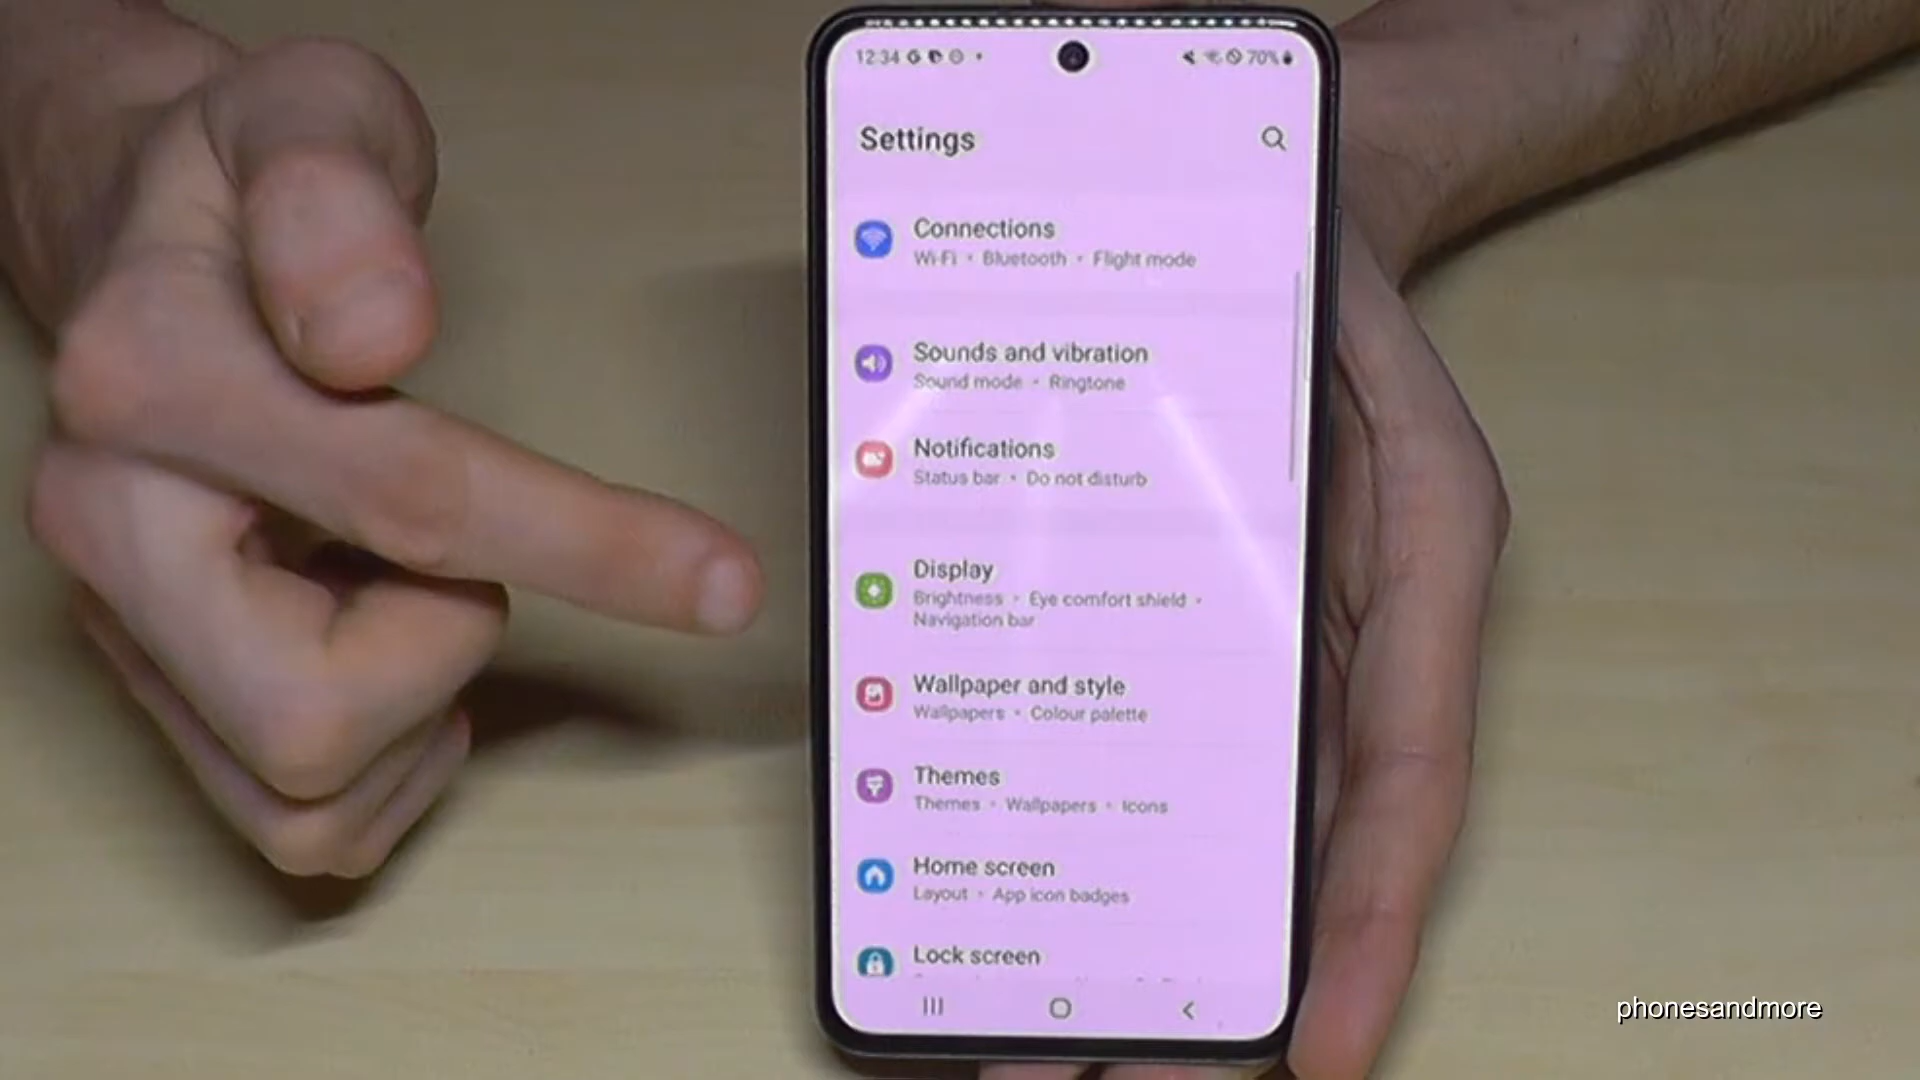 12:34 G 70%
Settings
Connections
Wi-Fi • Bluetooth • Flight mode
Sounds and vibration
Sound mode • Ringtone
Notifications
Status bar • Do not disturb
Display
Brightness • Eye comfort shield •
Navigation bar
Wallpaper and style
Wallpapers • Colour palette
Themes
Themes • Wallpapers • Icons
Home screen
Layout • App icon badges
Lock screen
phonesandmore